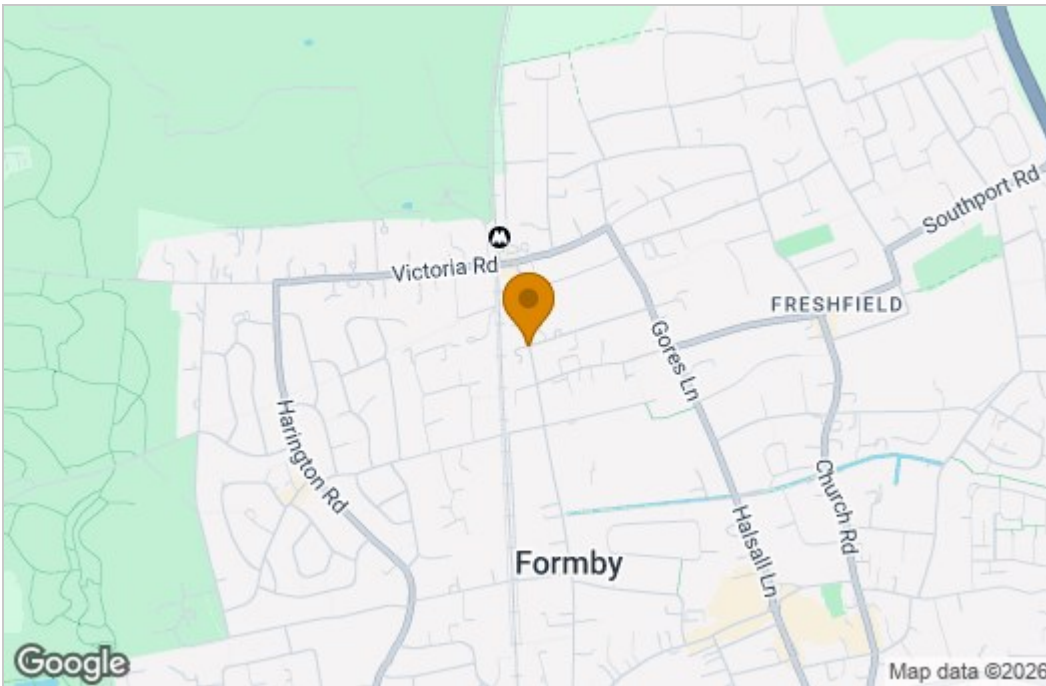 Southport Rd
Victoria Rd
FRESHFIELD
Gores Ln
Harington Rd
Church Rd
Halsall Ln
Formby
Google
Map data ©2026